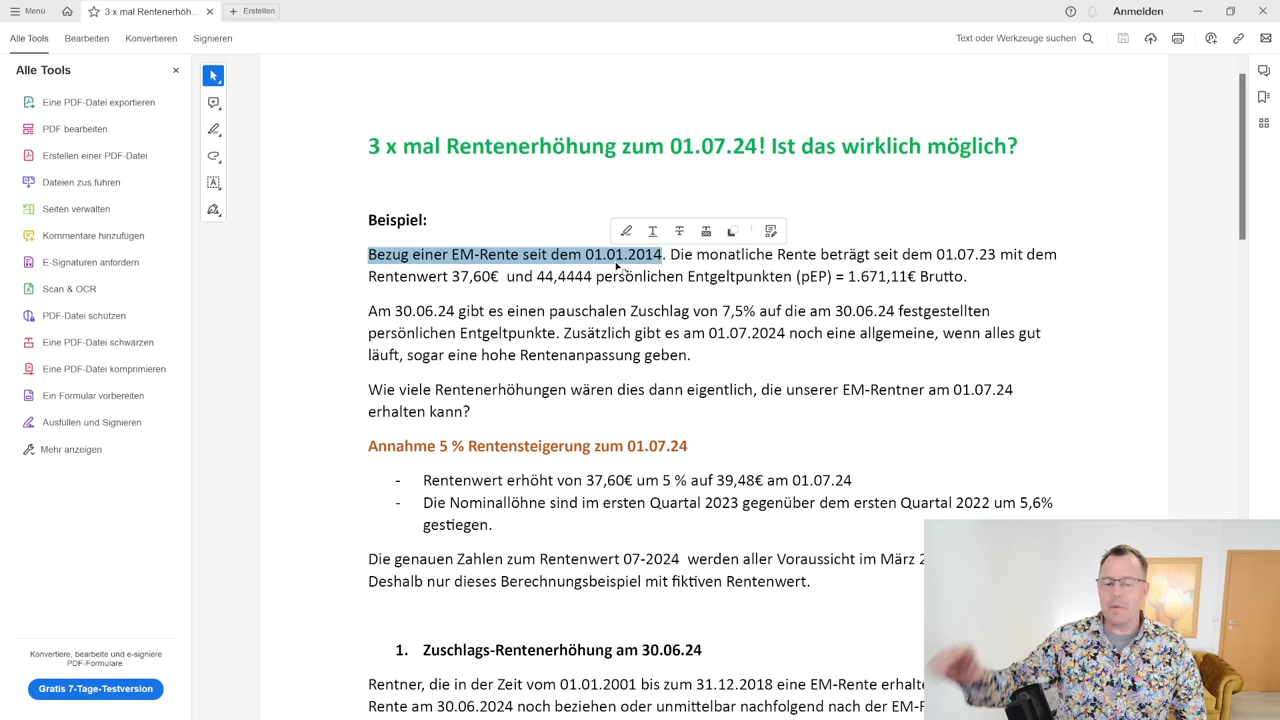 Menü
3 x mal Rentenerhöh...
Erstellen
Anmelden
Alle Tools
Bearbeiten
Konvertieren
Signieren
Text oder Werkzeuge suchen
Alle Tools
Eine PDF-Datei exportieren
PDF bearbeiten
Erstellen einer PDF-Datei
Dateien zus.führen
Seiten verwalten
Kommentare hinzufügen
E-Signaturen anfordern
Scan & OCR
PDF-Datei schützen
Eine PDF-Datei schwärzen
Eine PDF-Datei komprimieren
Ein Formular vorbereiten
Ausfüllen und Signieren
Mehr anzeigen
Konvertiere, bearbeite und e-signiere
PDF-Formulare.
Gratis 7-Tage-Testversion
3 x mal Rentenerhöhung zum 01.07.24! Ist das wirklich möglich?
Beispiel:
Bezug einer EM-Rente seit dem 01.01.2014. Die monatliche Rente beträgt seit dem 01.07.23 mit dem
Rentenwert 37,60€ und 44,4444 persönlichen Entgeltpunkten (pEP) = 1.671,11€ Brutto.
Am 30.06.24 gibt es einen pauschalen Zuschlag von 7,5% auf die am 30.06.24 festgestellten
persönlichen Entgeltpunkte. Zusätzlich gibt es am 01.07.2024 noch eine allgemeine, wenn alles gut
läuft, sogar eine hohe Rentenanpassung geben.
Wie viele Rentenerhöhungen wären dies dann eigentlich, die unserer EM-Rentner am 01.07.24
erhalten kann?
Annahme 5 % Rentensteigerung zum 01.07.24
- Rentenwert erhöht von 37,60€ um 5 % auf 39,48€ am 01.07.24
- Die Nominallöhne sind im ersten Quartal 2023 gegenüber dem ersten Quartal 2022 um 5,6%
gestiegen.
Die genauen Zahlen zum Rentenwert 07-2024 werden aller Voraussicht im März 2
Deshalb nur dieses Berechnungsbeispiel mit fiktiven Rentenwert.
1. Zuschlags-Rentenerhöhung am 30.06.24
Rentner, die in der Zeit vom 01.01.2001 bis zum 31.12.2018 eine EM-Rente erhalte
Rente am 30.06.2024 noch beziehen oder unmittelbar nachfolgend nach der EM-R